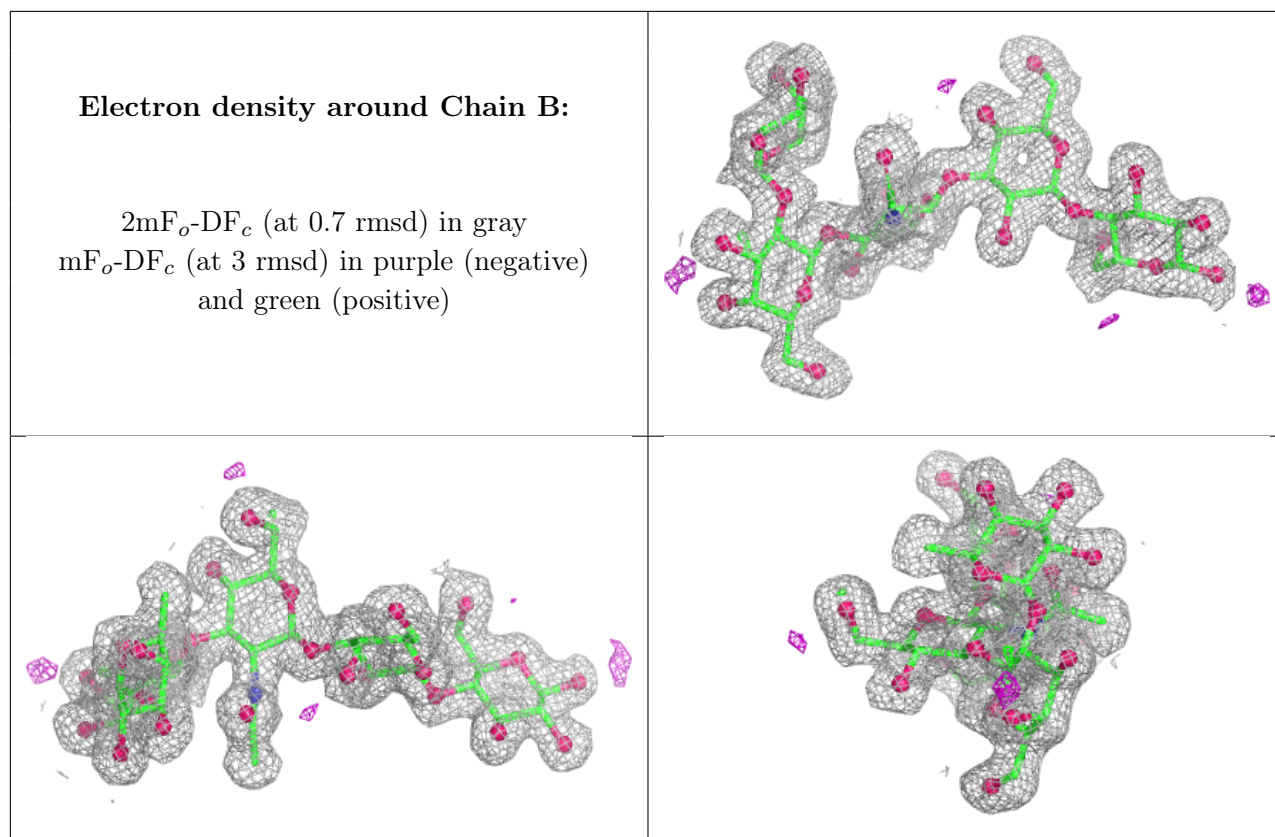 Electron density around Chain B:
2mFₒ-DF𝒸 (at 0.7 rmsd) in gray
mFₒ-DF𝒸 (at 3 rmsd) in purple (negative)
and green (positive)